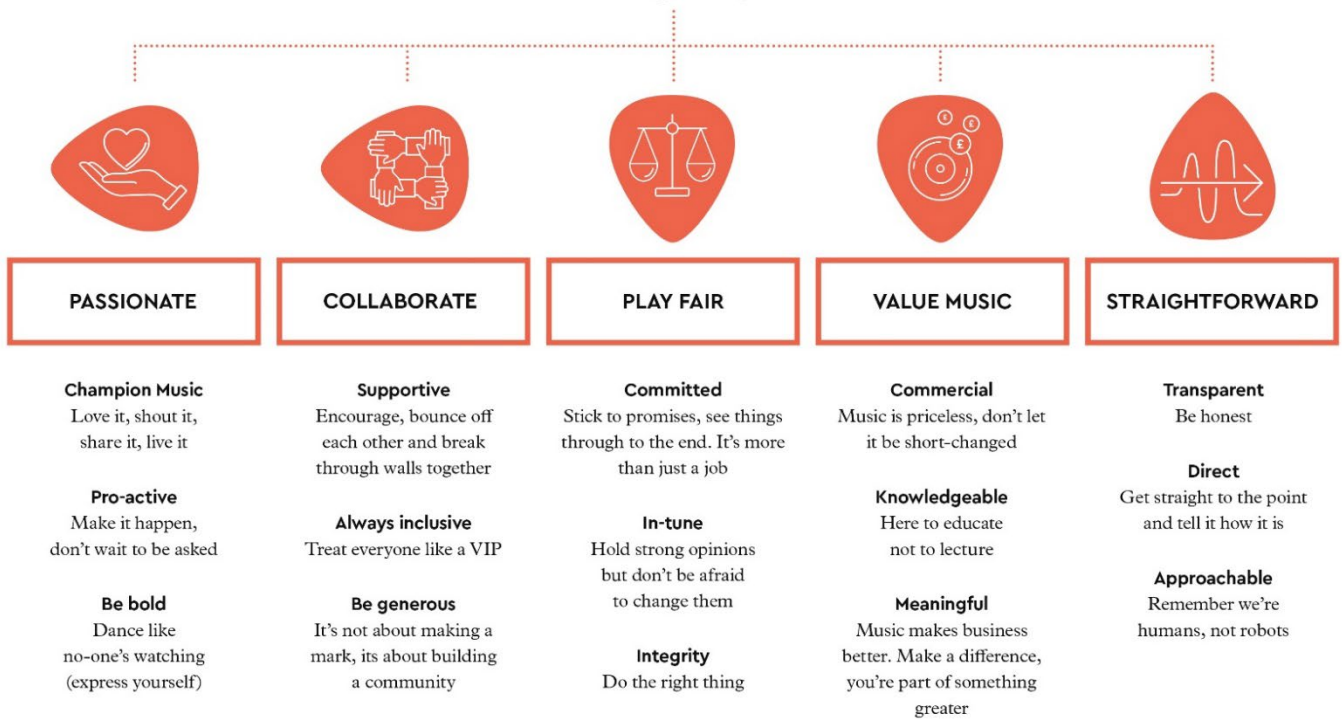 PASSIONATE
Champion Music
Love it, shout it,
share it, live it
Pro-active
Make it happen,
don't wait to be asked
Be bold
Dance like
no-one's watching
(express yourself)
COLLABORATE
Supportive
Encourage, bounce off
each other and break
through walls together
Always inclusive
Treat everyone like a VIP
Be generous
It's not about making a
mark, its about building
a community
PLAY FAIR
Committed
Stick to promises, see things
through to the end. It's more
than just a job
In-tune
Hold strong opinions
but don't be afraid
to change them
Integrity
Do the right thing
££
£
VALUE MUSIC
Commercial
Music is priceless, don't let
it be short-changed
Knowledgeable
Here to educate
not to lecture
Meaningful
Music makes business
better. Make a difference,
you're part of something
greater
STRAIGHTFORWARD
Transparent
Be honest
Direct
Get straight to the point
and tell it how it is
Approachable
Remember we're
humans, not robots